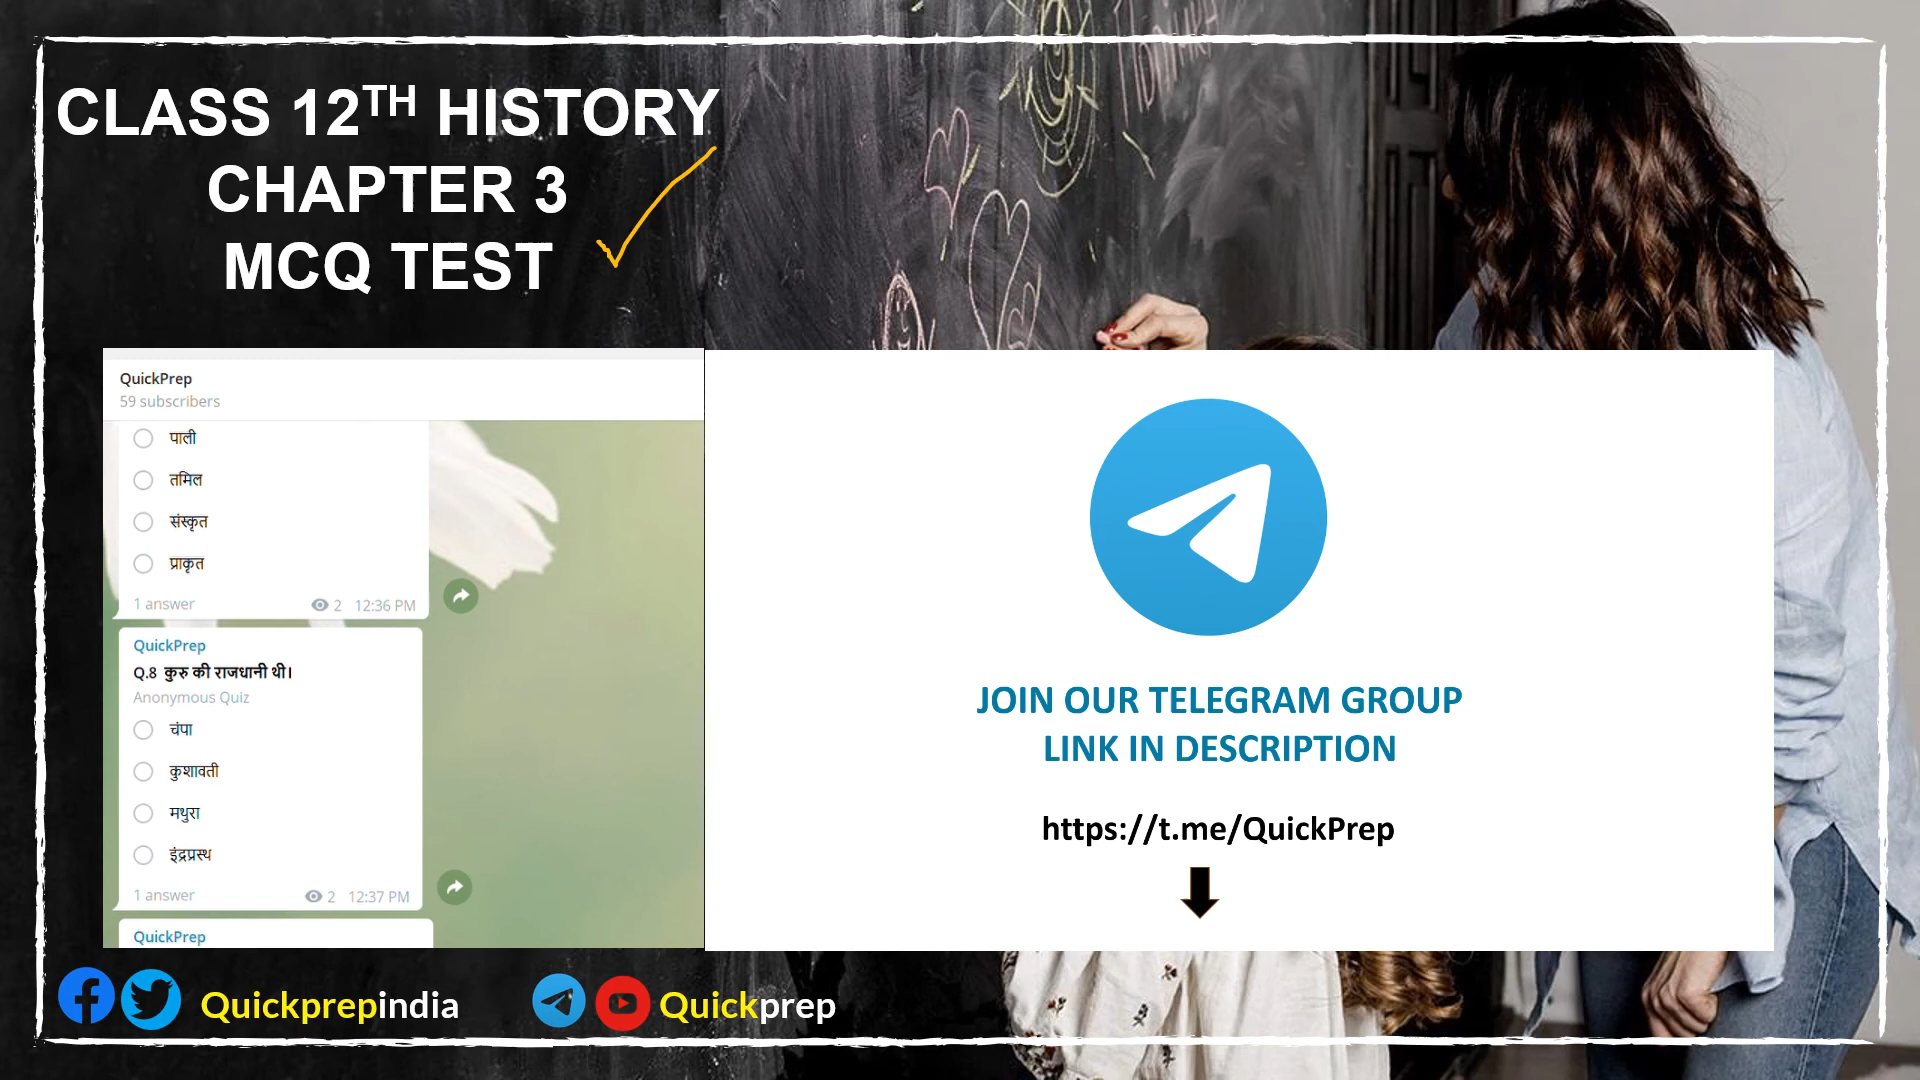 CLASS 12TH HISTORY
CHAPTER 3
MCQ TEST
QuickPrep
59 subscribers
पाली
तमिल
संस्कृत
प्राकृत
1 answer 2 12:36 PM
QuickPrep
Q.8 कुरु की राजधानी थी।
Anonymous Quiz
चंपा
कुशावती
मथुरा
इंद्रप्रस्थ
1 answer 2 12:37 PM
QuickPrep
JOIN OUR TELEGRAM GROUP
LINK IN DESCRIPTION
https://t.me/QuickPrep
Quickprepindia Quickprep